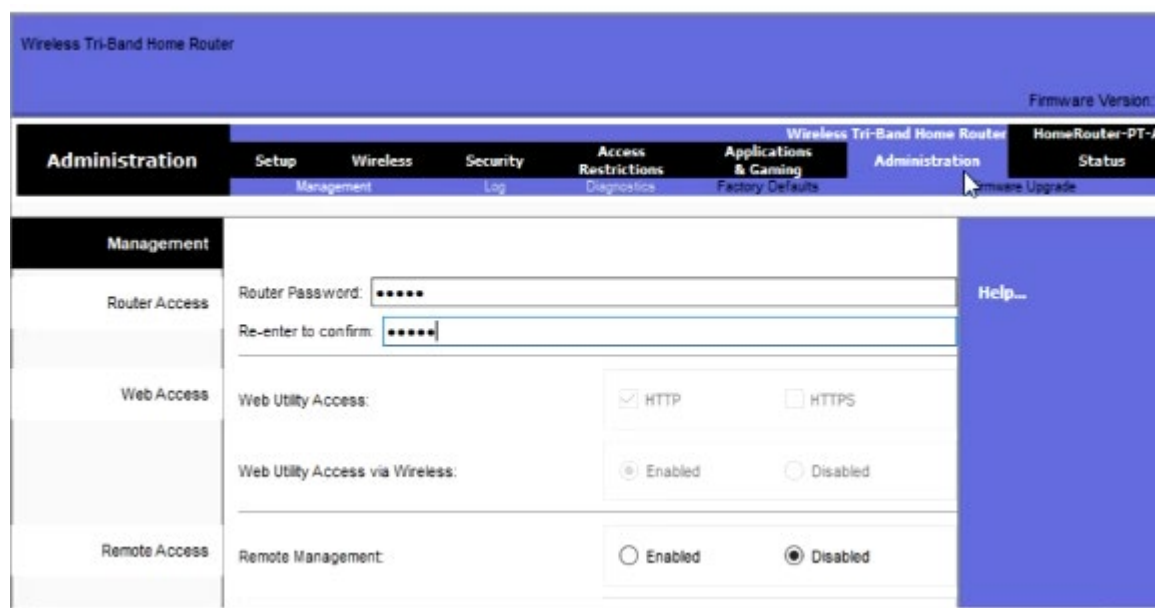 Wireless Tri-Band Home Router
Firmware Version:
Wireless Tri-Band Home Router HomeRouter-PT-A
Administration Setup Wireless Security Access Restrictions Applications & Gaming Administration Status
Management Log Diagnostics Factory Defaults Firmware Upgrade
Management
Router Access Router Password: •••••
Re-enter to confirm: •••••
Help...
Web Access Web Utility Access: HTTP HTTPS
Web Utility Access via Wireless: Enabled Disabled
Remote Access Remote Management: Enabled Disabled